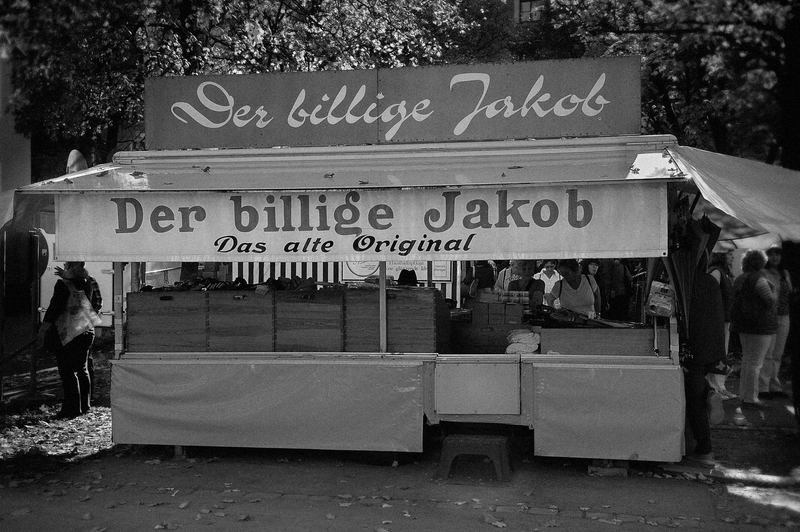 Der billige Jakob
Der billige Jakob
Das alte Original